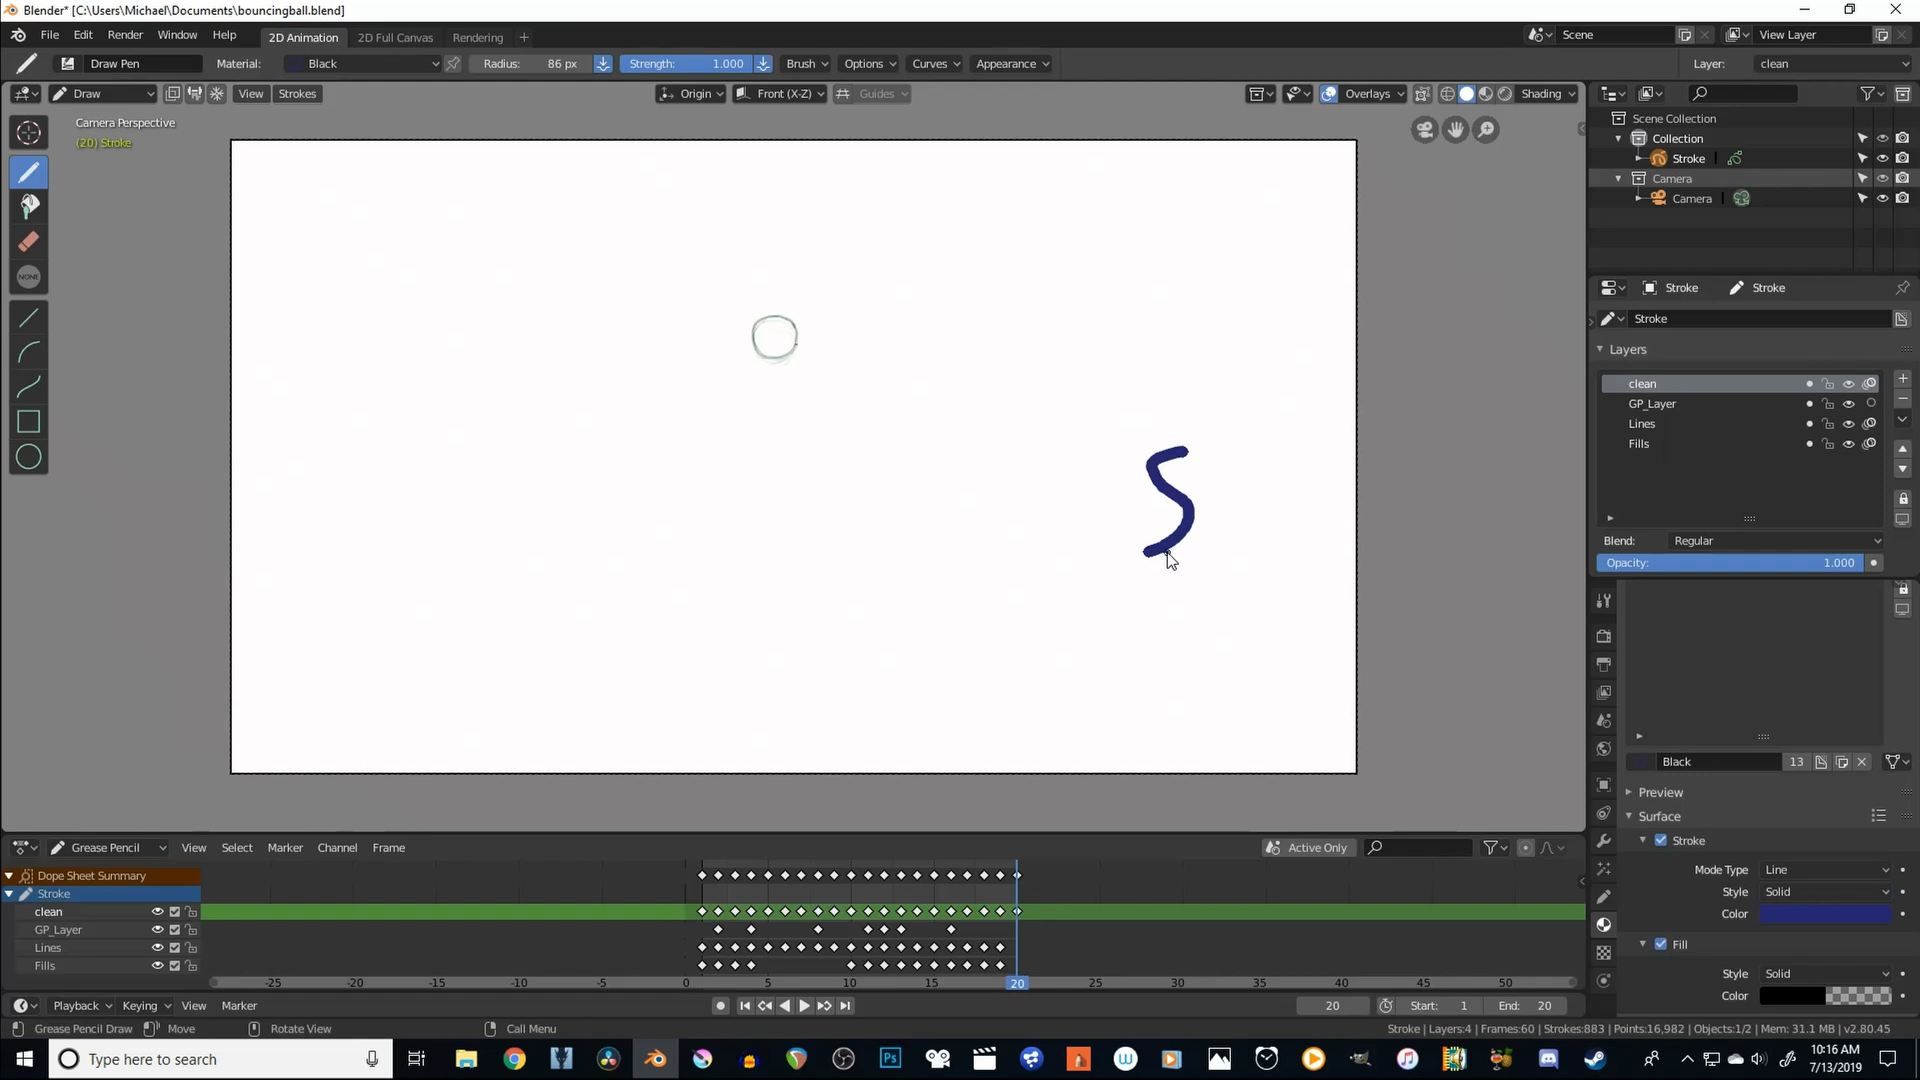 Blender* [C:\Users\Michael\Documents\bouncingball.blend]
File Edit Render Window Help 2D Animation 2D Full Canvas Rendering + Scene View Layer
Draw Pen Material: Black Radius: 86 px Strength: 1.000 Brush Options Curves Appearance Layer: clean
Draw View Strokes Origin Front (X-Z) Guides Overlays Shading
Camera Perspective
(20) Stroke
NONE
S
Scene Collection
Collection
Stroke
Camera
Camera
Stroke Stroke
Stroke
Layers
clean
GP_Layer
Lines
Fills
Blend: Regular
Opacity: 1.000
Black 13
Preview
Surface
Stroke
Mode Type Line
Style Solid
Color
Fill
Style Solid
Color
Grease Pencil View Select Marker Channel Frame Active Only
Dope Sheet Summary
Stroke
clean
GP_Layer
Lines
Fills
-25 -20 -15 -10 -5 0 5 10 15 20 25 30 35 40 45 50
Playback Keying View Marker 20 Start: 1 End: 20
Grease Pencil Draw Move Rotate View Call Menu Stroke | Layers:4 | Frames:60 | Strokes:883 | Points:16,982 | Objects:1/2 | Mem: 31.1 MB | v2.80.45
Type here to search
Ps
10:16 AM
7/13/2019